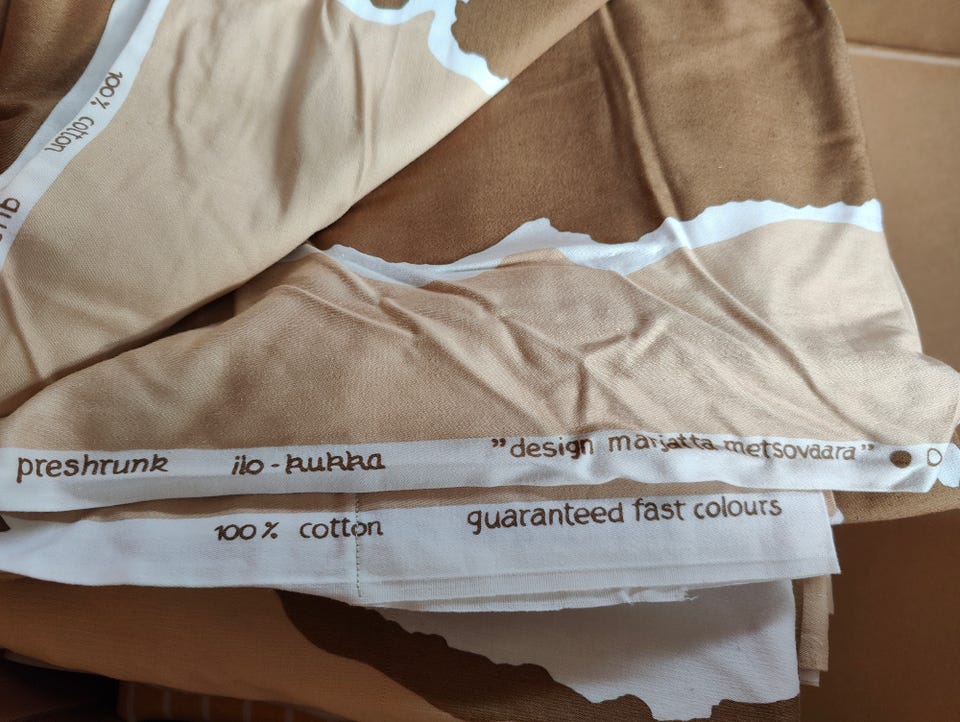 100% cotton
preshrunk ilo-kukka "design marjatta metsovaara"
100% cotton guaranteed fast colours